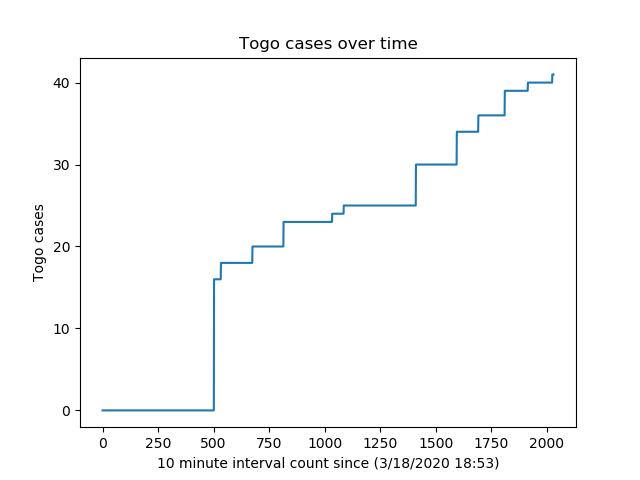 Togo cases over time
Togo cases
40
30
20
10
0
0 250 500 750 1000 1250 1500 1750 2000
10 minute interval count since (3/18/2020 18:53)